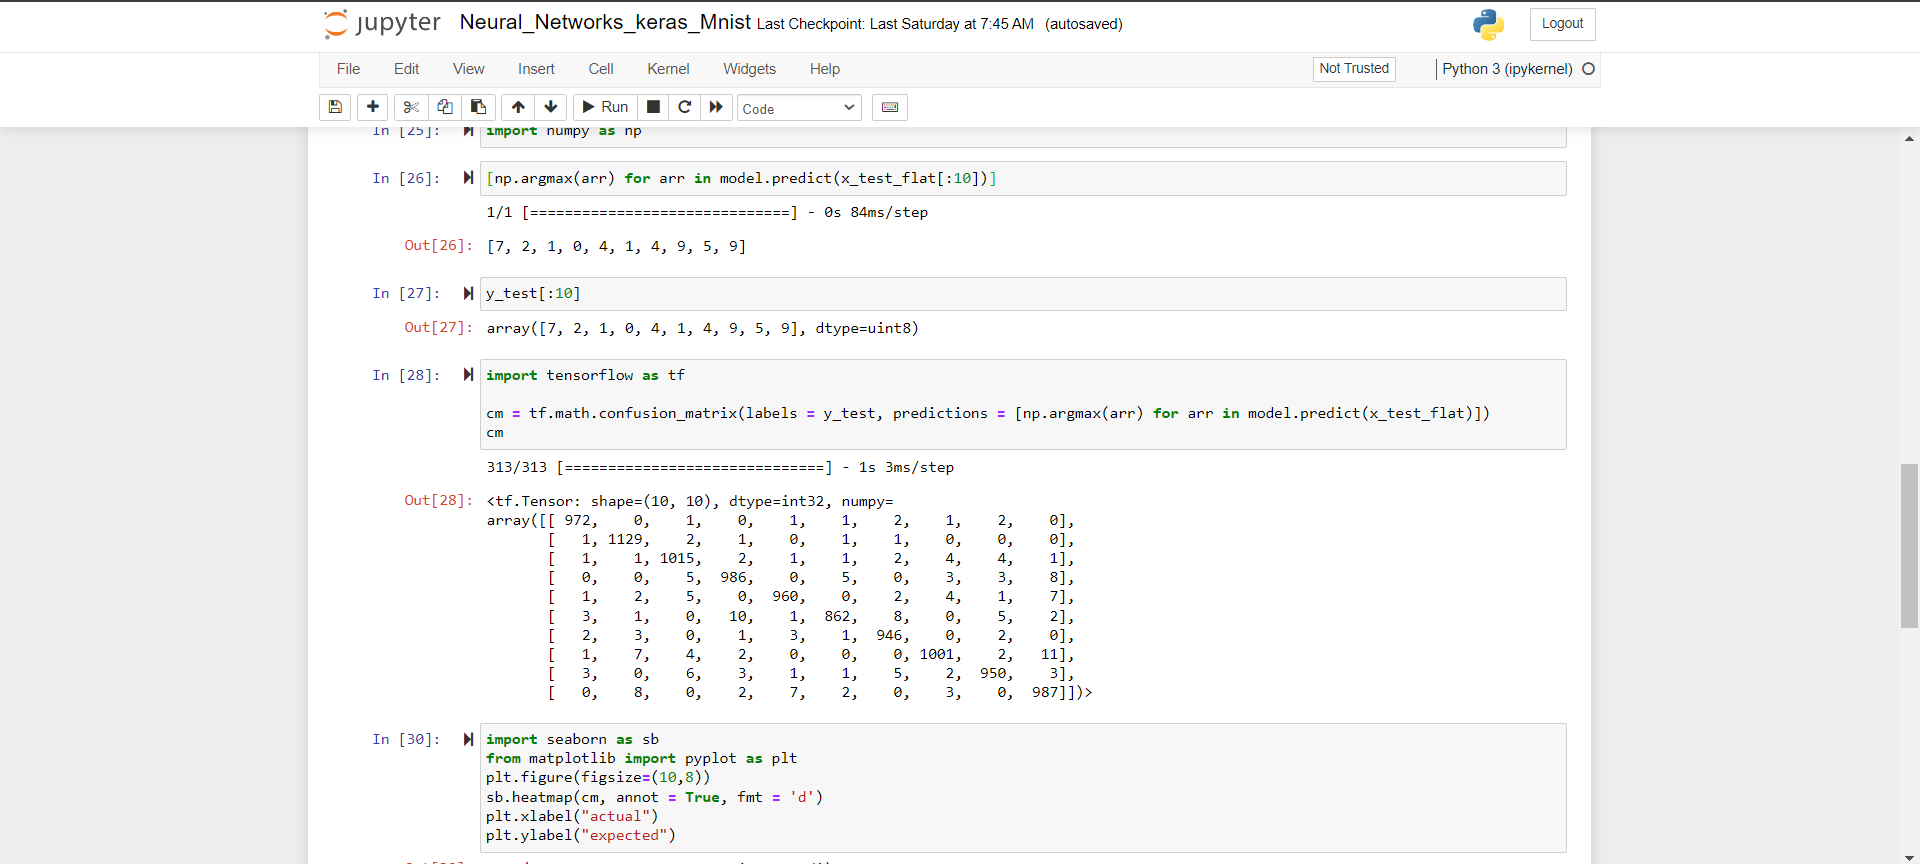 jupyter Neural_Networks_keras_Mnist Last Checkpoint: Last Saturday at 7:45 AM (autosaved) Logout
File Edit View Insert Cell Kernel Widgets Help Not Trusted Python 3 (ipykernel)
Run Code
In [25]: import numpy as np
In [26]: [np.argmax(arr) for arr in model.predict(x_test_flat[:10])]
1/1 [==============================] - 0s 84ms/step
Out[26]: [7, 2, 1, 0, 4, 1, 4, 9, 5, 9]
In [27]: y_test[:10]
Out[27]: array([7, 2, 1, 0, 4, 1, 4, 9, 5, 9], dtype=uint8)
In [28]: import tensorflow as tf
cm = tf.math.confusion_matrix(labels = y_test, predictions = [np.argmax(arr) for arr in model.predict(x_test_flat)])
cm
313/313 [==============================] - 1s 3ms/step
Out[28]: <tf.Tensor: shape=(10, 10), dtype=int32, numpy=
array([[ 972, 0, 1, 0, 1, 1, 2, 1, 2, 0],
[ 1, 1129, 2, 1, 0, 1, 1, 0, 0, 0],
[ 1, 1, 1015, 2, 1, 1, 2, 4, 4, 1],
[ 0, 0, 5, 986, 0, 5, 0, 3, 3, 8],
[ 1, 2, 5, 0, 960, 0, 2, 4, 1, 7],
[ 3, 1, 0, 10, 1, 862, 8, 0, 5, 2],
[ 2, 3, 0, 1, 3, 1, 946, 0, 2, 0],
[ 1, 7, 4, 2, 0, 0, 0, 1001, 2, 11],
[ 3, 0, 6, 3, 1, 1, 5, 2, 950, 3],
[ 0, 8, 0, 2, 7, 2, 0, 3, 0, 987]])>
In [30]: import seaborn as sb
from matplotlib import pyplot as plt
plt.figure(figsize=(10,8))
sb.heatmap(cm, annot = True, fmt = 'd')
plt.xlabel("actual")
plt.ylabel("expected")